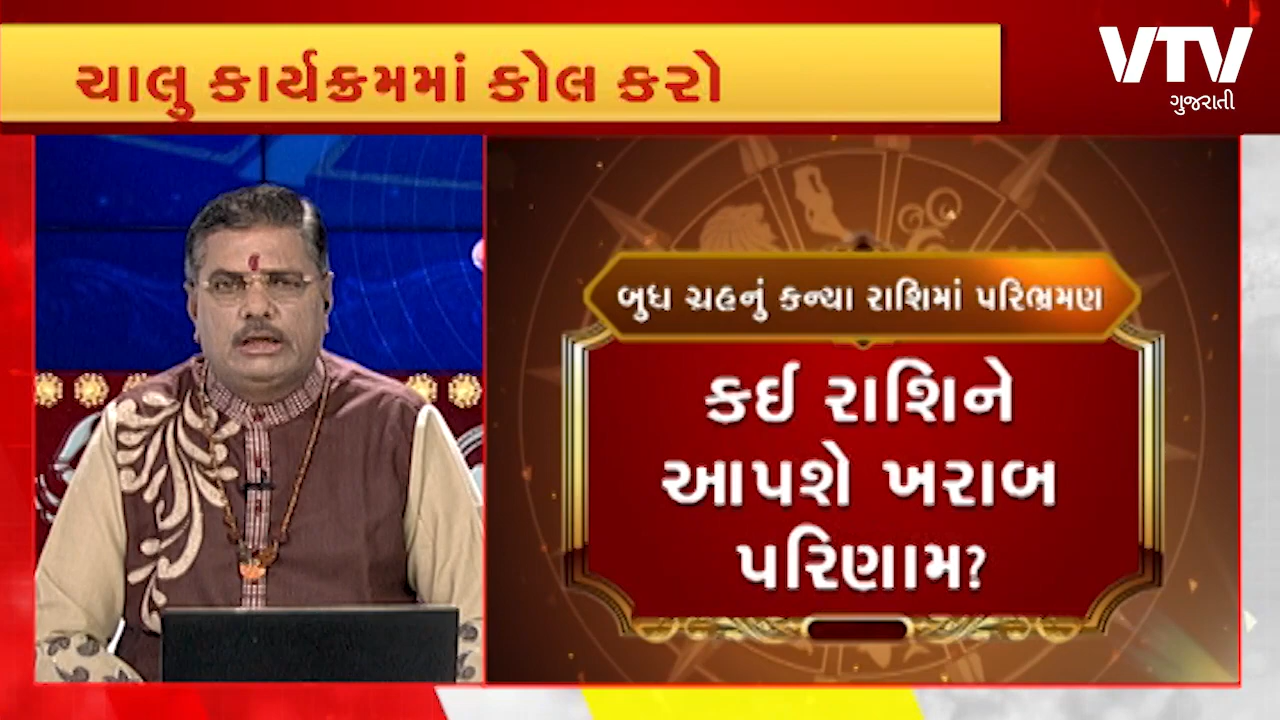 ચાલુ કાર્યક્રમમાં કોલ કરો
VTV
ગુજરાતી
બુધ ગ્રહનું કન્યા રાશિમાં પરિભ્રમણ
કઈ રાશિને
આપશે ખરાબ
પરિણામ?